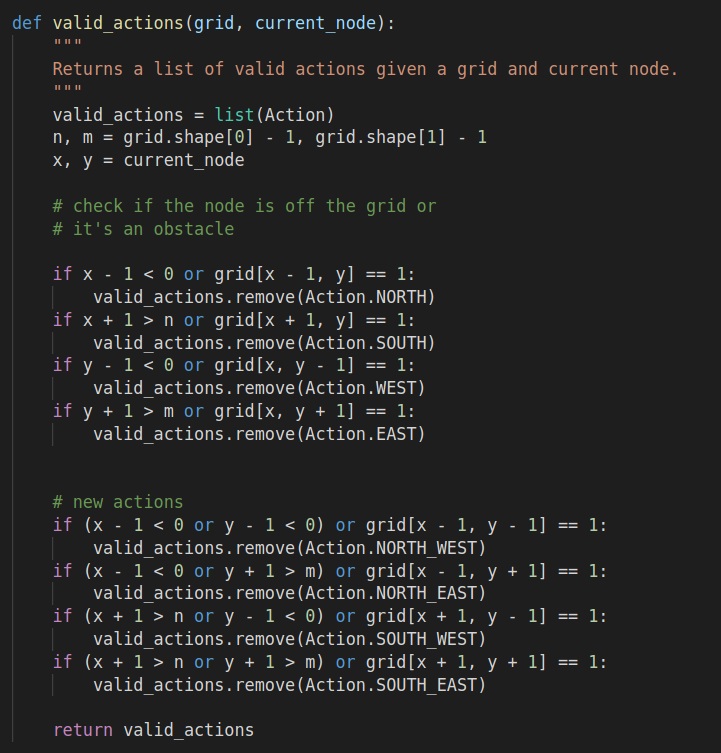 def valid_actions(grid, current_node):
    """
    Returns a list of valid actions given a grid and current node.
    """
    valid_actions = list(Action)
    n, m = grid.shape[0] - 1, grid.shape[1] - 1
    x, y = current_node

    # check if the node is off the grid or
    # it's an obstacle

    if x - 1 < 0 or grid[x - 1, y] == 1:
        valid_actions.remove(Action.NORTH)
    if x + 1 > n or grid[x + 1, y] == 1:
        valid_actions.remove(Action.SOUTH)
    if y - 1 < 0 or grid[x, y - 1] == 1:
        valid_actions.remove(Action.WEST)
    if y + 1 > m or grid[x, y + 1] == 1:
        valid_actions.remove(Action.EAST)


    # new actions
    if (x - 1 < 0 or y - 1 < 0) or grid[x - 1, y - 1] == 1:
        valid_actions.remove(Action.NORTH_WEST)
    if (x - 1 < 0 or y + 1 > m) or grid[x - 1, y + 1] == 1:
        valid_actions.remove(Action.NORTH_EAST)
    if (x + 1 > n or y - 1 < 0) or grid[x + 1, y - 1] == 1:
        valid_actions.remove(Action.SOUTH_WEST)
    if (x + 1 > n or y + 1 > m) or grid[x + 1, y + 1] == 1:
        valid_actions.remove(Action.SOUTH_EAST)

    return valid_actions